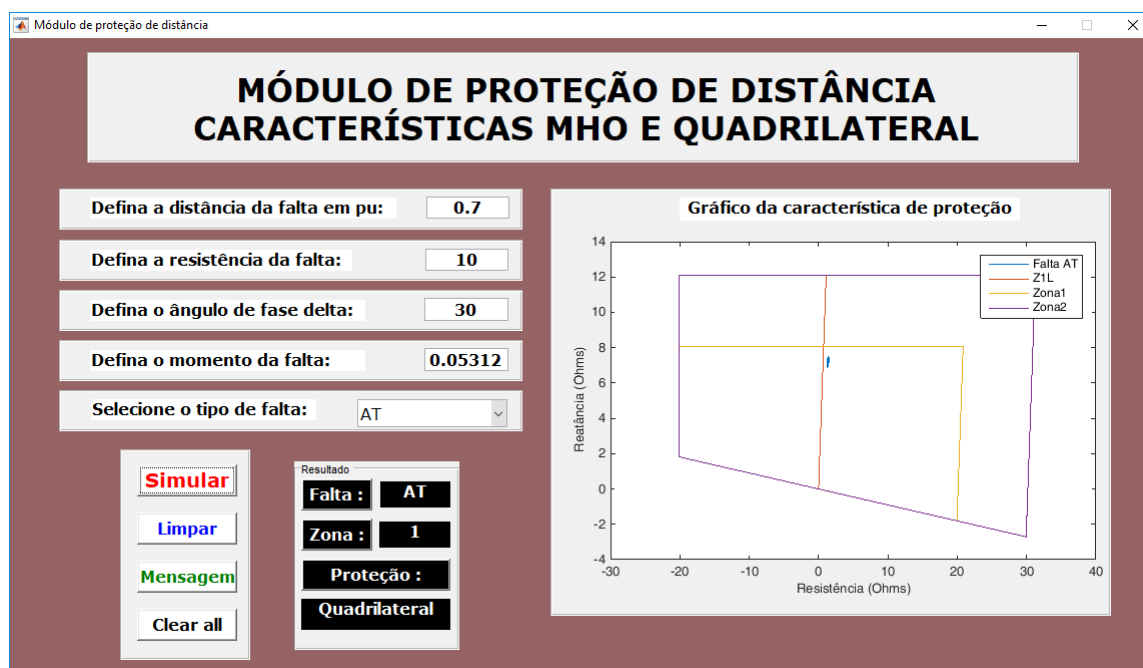 Módulo de proteção de distância
MÓDULO DE PROTEÇÃO DE DISTÂNCIA
CARACTERÍSTICAS MHO E QUADRILATERAL
Defina a distância da falta em pu: 0.7
Defina a resistência da falta: 10
Defina o ângulo de fase delta: 30
Defina o momento da falta: 0.05312
Selecione o tipo de falta: AT
Simular
Limpar
Mensagem
Clear all
Resultado
Falta : AT
Zona : 1
Proteção :
Quadrilateral
Gráfico da característica de proteção
14
12
10
8
6
4
2
0
-2
-4
Reatância (Ohms)
-30 -20 -10 0 10 20 30 40
Resistência (Ohms)
Falta AT
Z1L
Zona1
Zona2